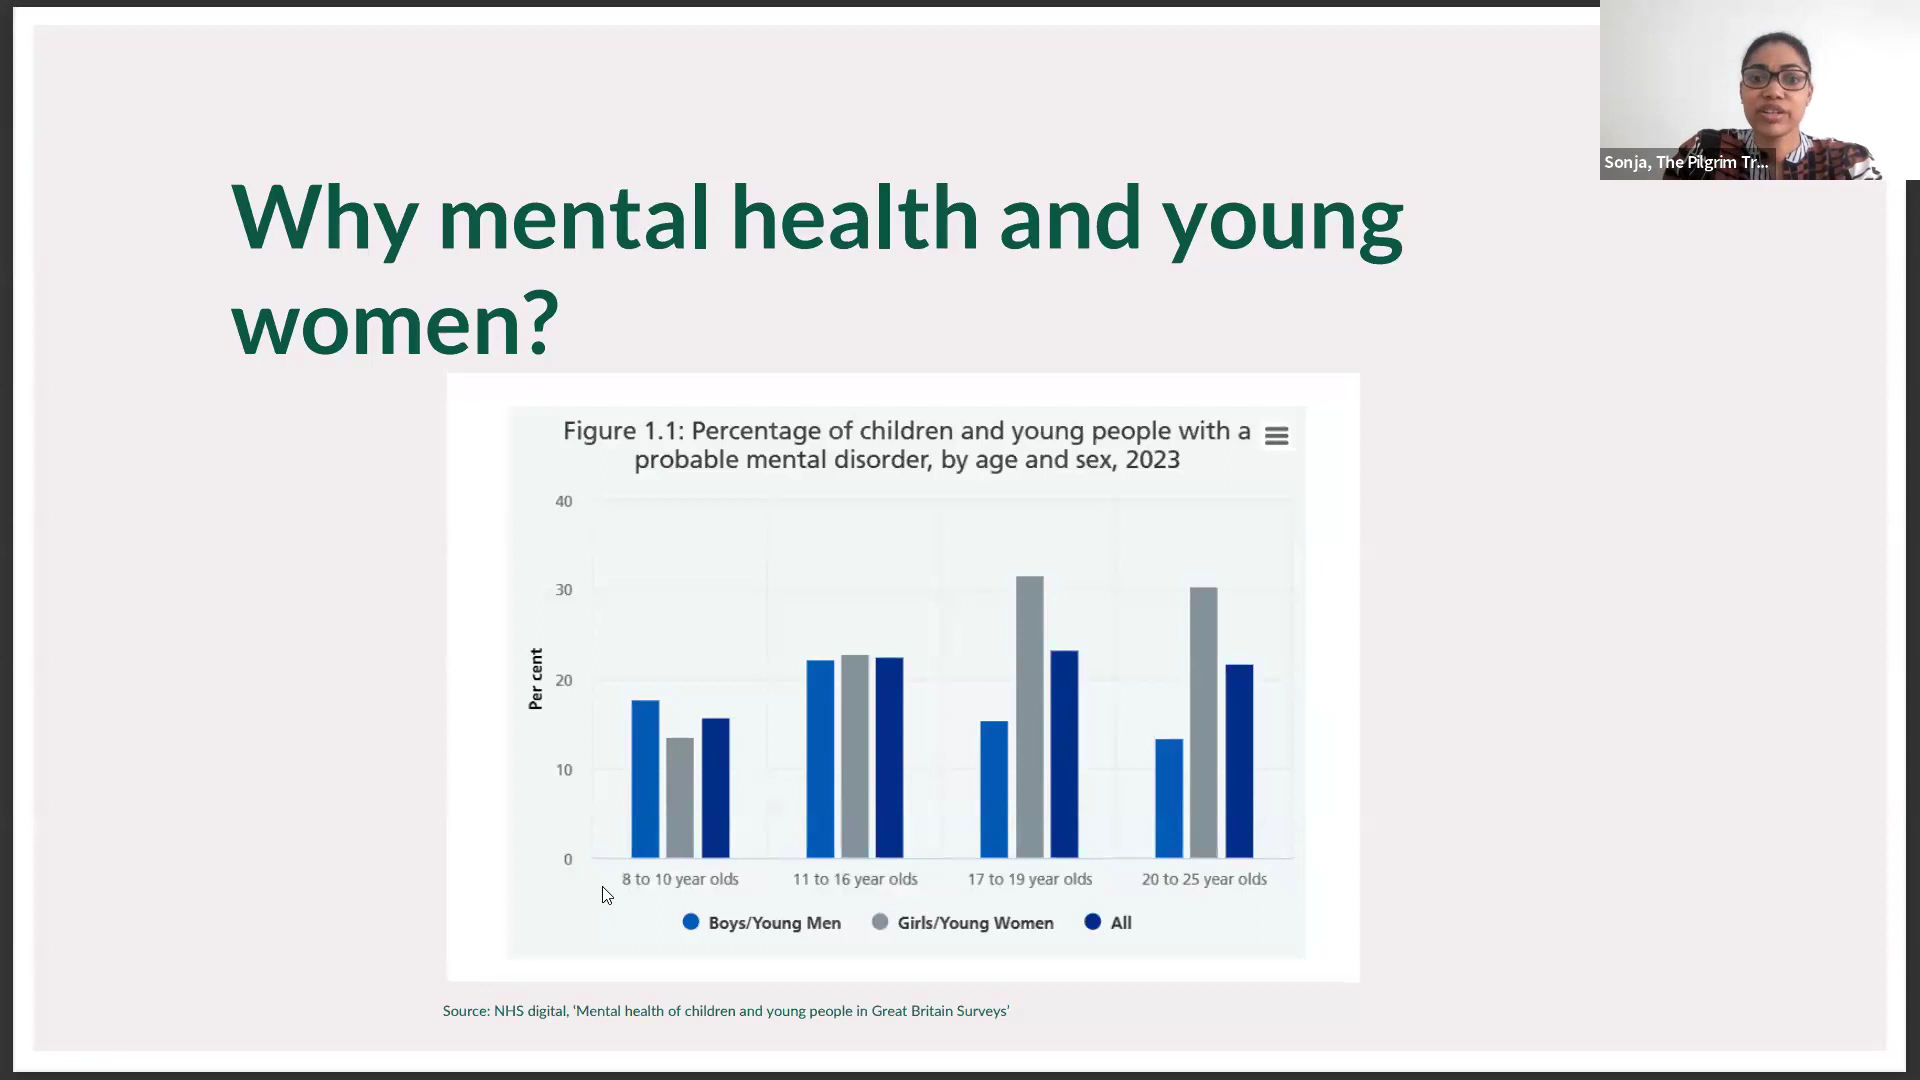 Sonja, The Pilgrim Tr...
Why mental health and young
women?
Figure 1.1: Percentage of children and young people with a
probable mental disorder, by age and sex, 2023
40
30
20
10
0
Per cent
8 to 10 year olds
11 to 16 year olds
17 to 19 year olds
20 to 25 year olds
Boys/Young Men
Girls/Young Women
All
Source: NHS digital, ‘Mental health of children and young people in Great Britain Surveys’